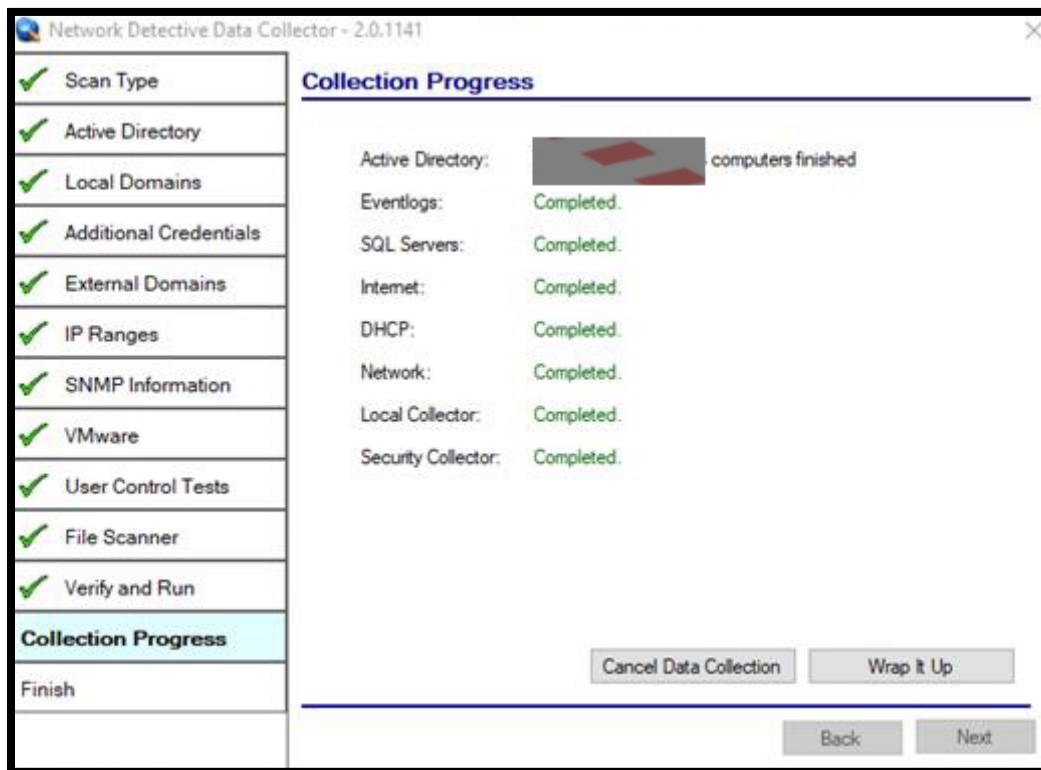 Network Detective Data Collector - 2.0.1141
Scan Type
Active Directory
Local Domains
Additional Credentials
External Domains
IP Ranges
SNMP Information
VMware
User Control Tests
File Scanner
Verify and Run
Collection Progress
Finish
Collection Progress
Active Directory: computers finished
Eventlogs: Completed.
SQL Servers: Completed.
Internet: Completed.
DHCP: Completed.
Network: Completed.
Local Collector: Completed.
Security Collector: Completed.
Cancel Data Collection Wrap It Up
Back Next